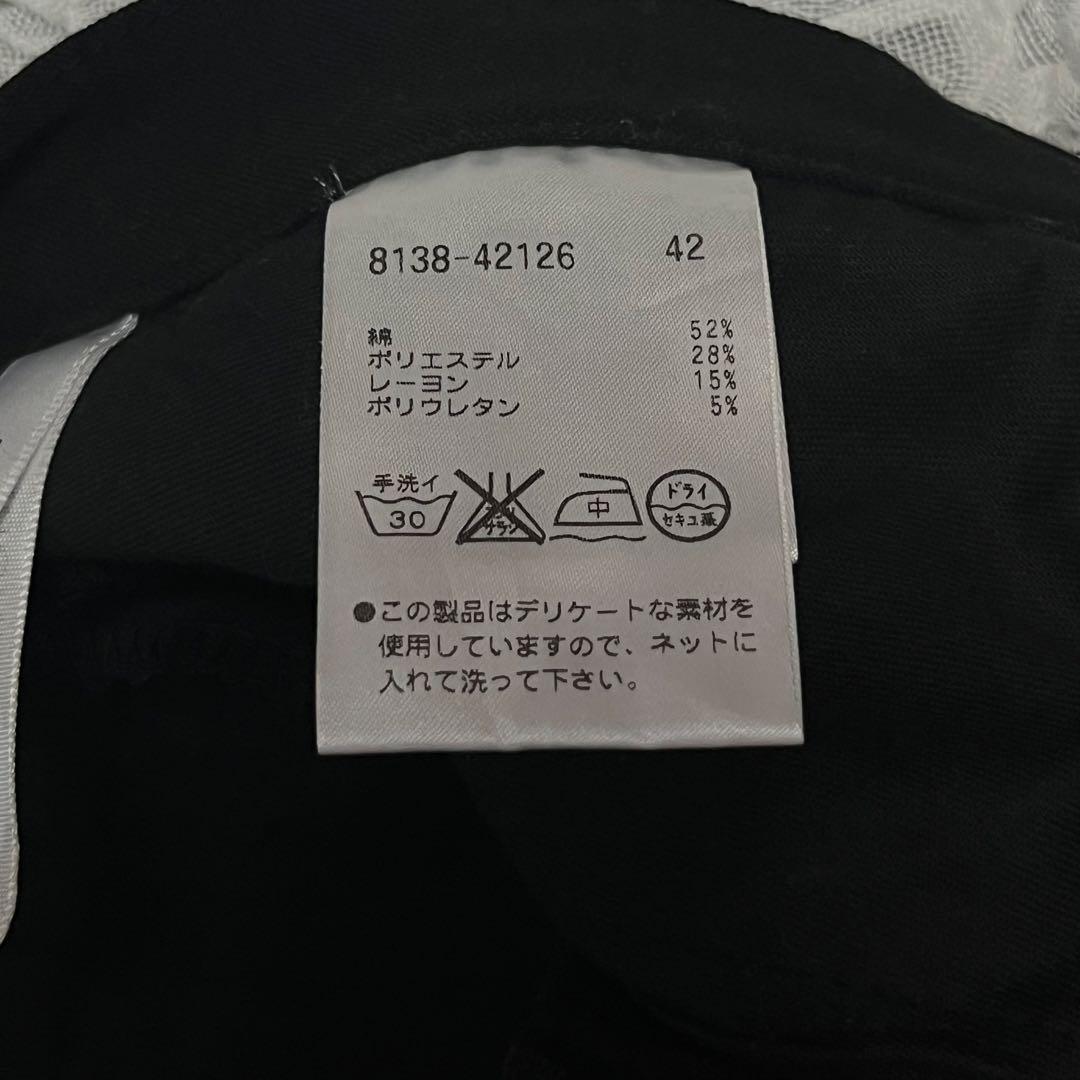 8138-42126 42
綿 52%
ポリエステル 28%
レーヨン 15%
ポリウレタン 5%
手洗イ
30
サラシ
中
ドライ
セキユ系
●この製品はデリケートな素材を
使用していますので、ネットに
入れて洗って下さい。